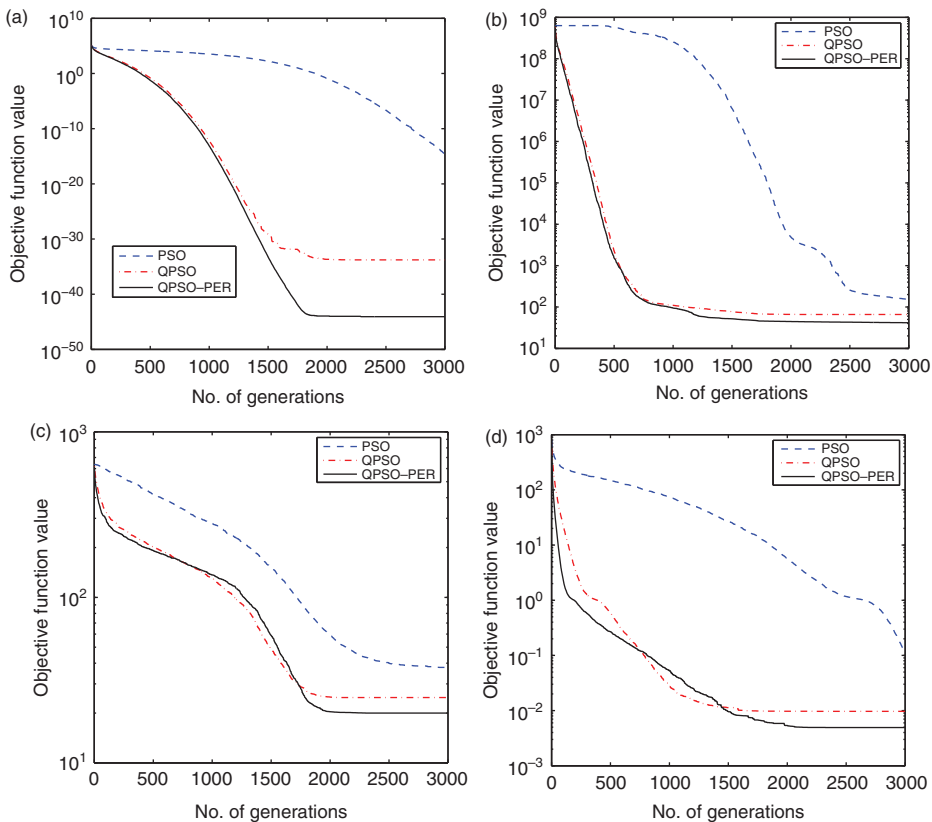 (a)
Objective function value
10^10
10^0
10^−10
10^−20
10^−30
10^−40
10^−50
PSO
QPSO
QPSO–PER
0 500 1000 1500 2000 2500 3000
No. of generations
(b)
Objective function value
10^9
10^8
10^7
10^6
10^5
10^4
10^3
10^2
10^1
PSO
QPSO
QPSO–PER
0 500 1000 1500 2000 2500 3000
No. of generations
(c)
Objective function value
10^3
10^2
10^1
PSO
QPSO
QPSO–PER
0 500 1000 1500 2000 2500 3000
No. of generations
(d)
Objective function value
10^3
10^2
10^1
10^0
10^−1
10^−2
10^−3
PSO
QPSO
QPSO–PER
0 500 1000 1500 2000 2500 3000
No. of generations